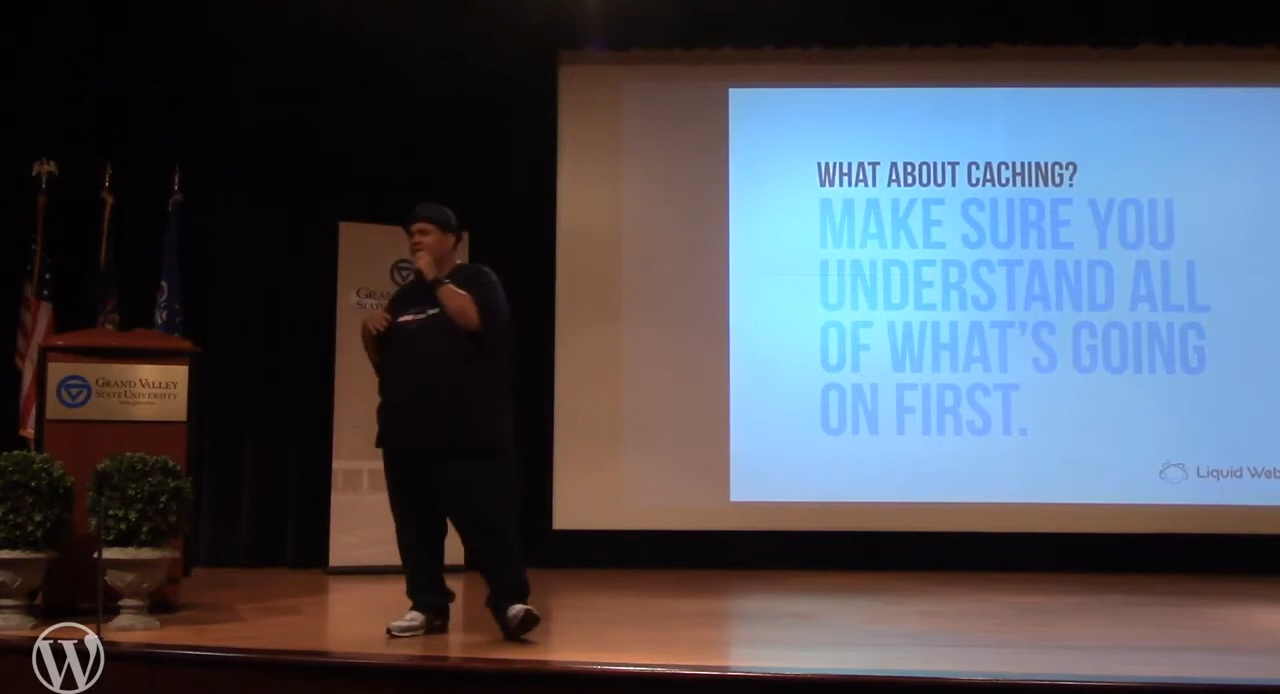 WHAT ABOUT CACHING?
MAKE SURE YOU
UNDERSTAND ALL
OF WHAT'S GOING
ON FIRST.
Liquid Web
GRAND VALLEY
STATE UNIVERSITY
W